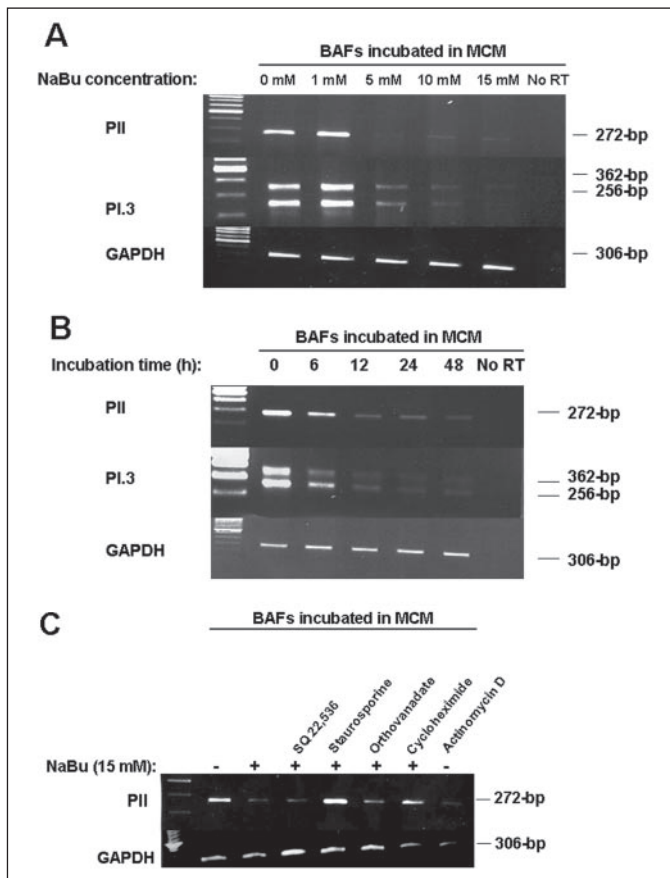 A
BAFs incubated in MCM
NaBu concentration: 0 mM 1 mM 5 mM 10 mM 15 mM No RT
PII 272-bp
362-bp
256-bp
PI.3
GAPDH 306-bp
B
BAFs incubated in MCM
Incubation time (h): 0 6 12 24 48 No RT
PII 272-bp
PI.3 362-bp
256-bp
GAPDH 306-bp
C
BAFs incubated in MCM
SQ 22,536 Staurosporine Orthovanadate Cycloheximide Actinomycin D
NaBu (15 mM): - + + + + + -
PII 272-bp
306-bp
GAPDH